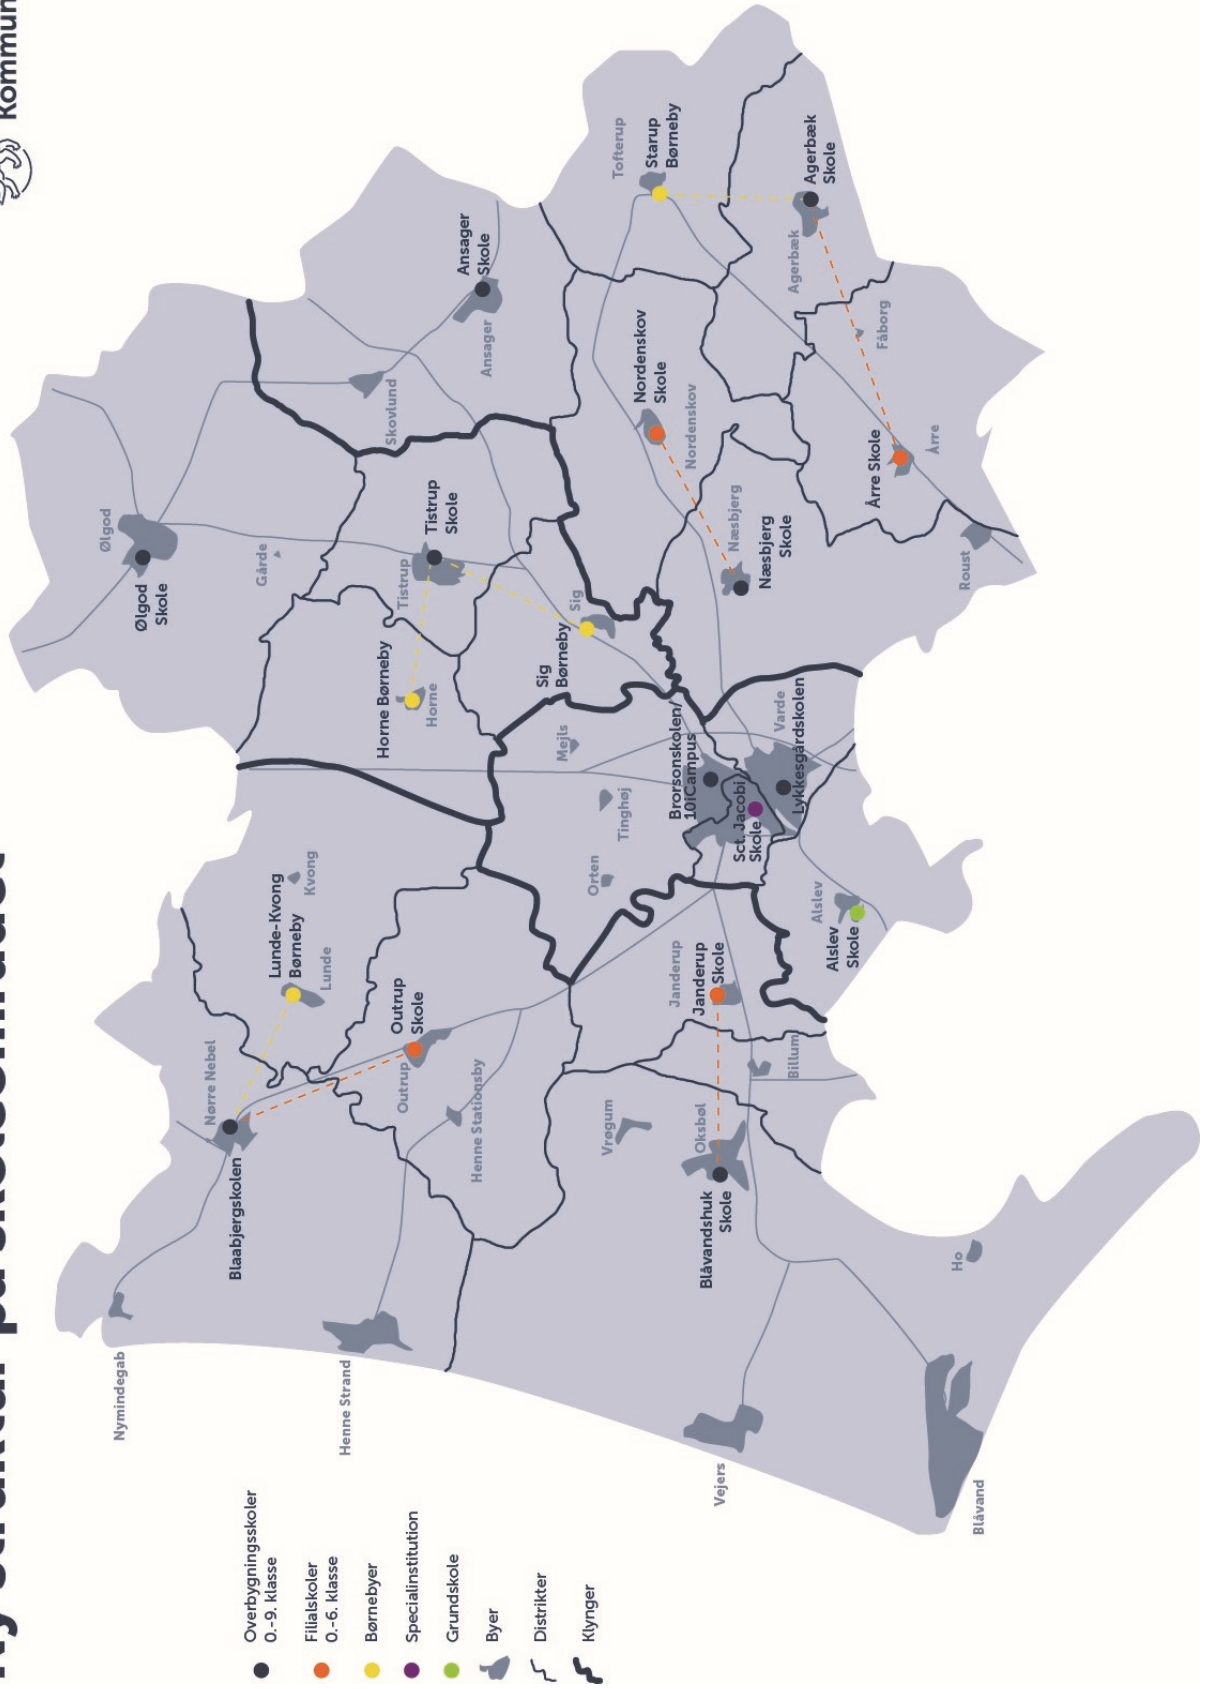 Ny struktur på skoleområdet
Kommun
Overbygningsskoler
0.-9. klasse
Filialskoler
0.-6. klasse
Børnebyer
Specialinstitution
Grundskole
Byer
Distrikter
Klynger
Nymindegab
Nørre Nebel
Blaabjergskolen
Lunde-Kvong
Børneby
Lunde
Kvong
Henne Strand
Outrup
Skole
Outrup
Henne Stationsby
Ølgod
Ølgod
Skole
Gårde
Horne Børneby
Horne
Tistrup
Tistrup
Skole
Skovlund
Ansager
Skole
Ansager
Sig
Børneby
Sig
Mejls
Tinghøj
Orten
Tofterup
Starup
Børneby
Nordenskov
Skole
Nordenskov
Næsbjerg
Næsbjerg
Skole
Agerbæk
Agerbæk
Skole
Fåborg
Årre Skole
Årre
Roust
Brorsonskolen/
10iCampus
Sct. Jacobi
Skole
Varde
Lykkesgårdskolen
Alslev
Alslev
Skole
Janderup
Janderup
Skole
Billum
Vrøgum
Oksbøl
Blåvandshuk
Skole
Vejers
Ho
Blåvand